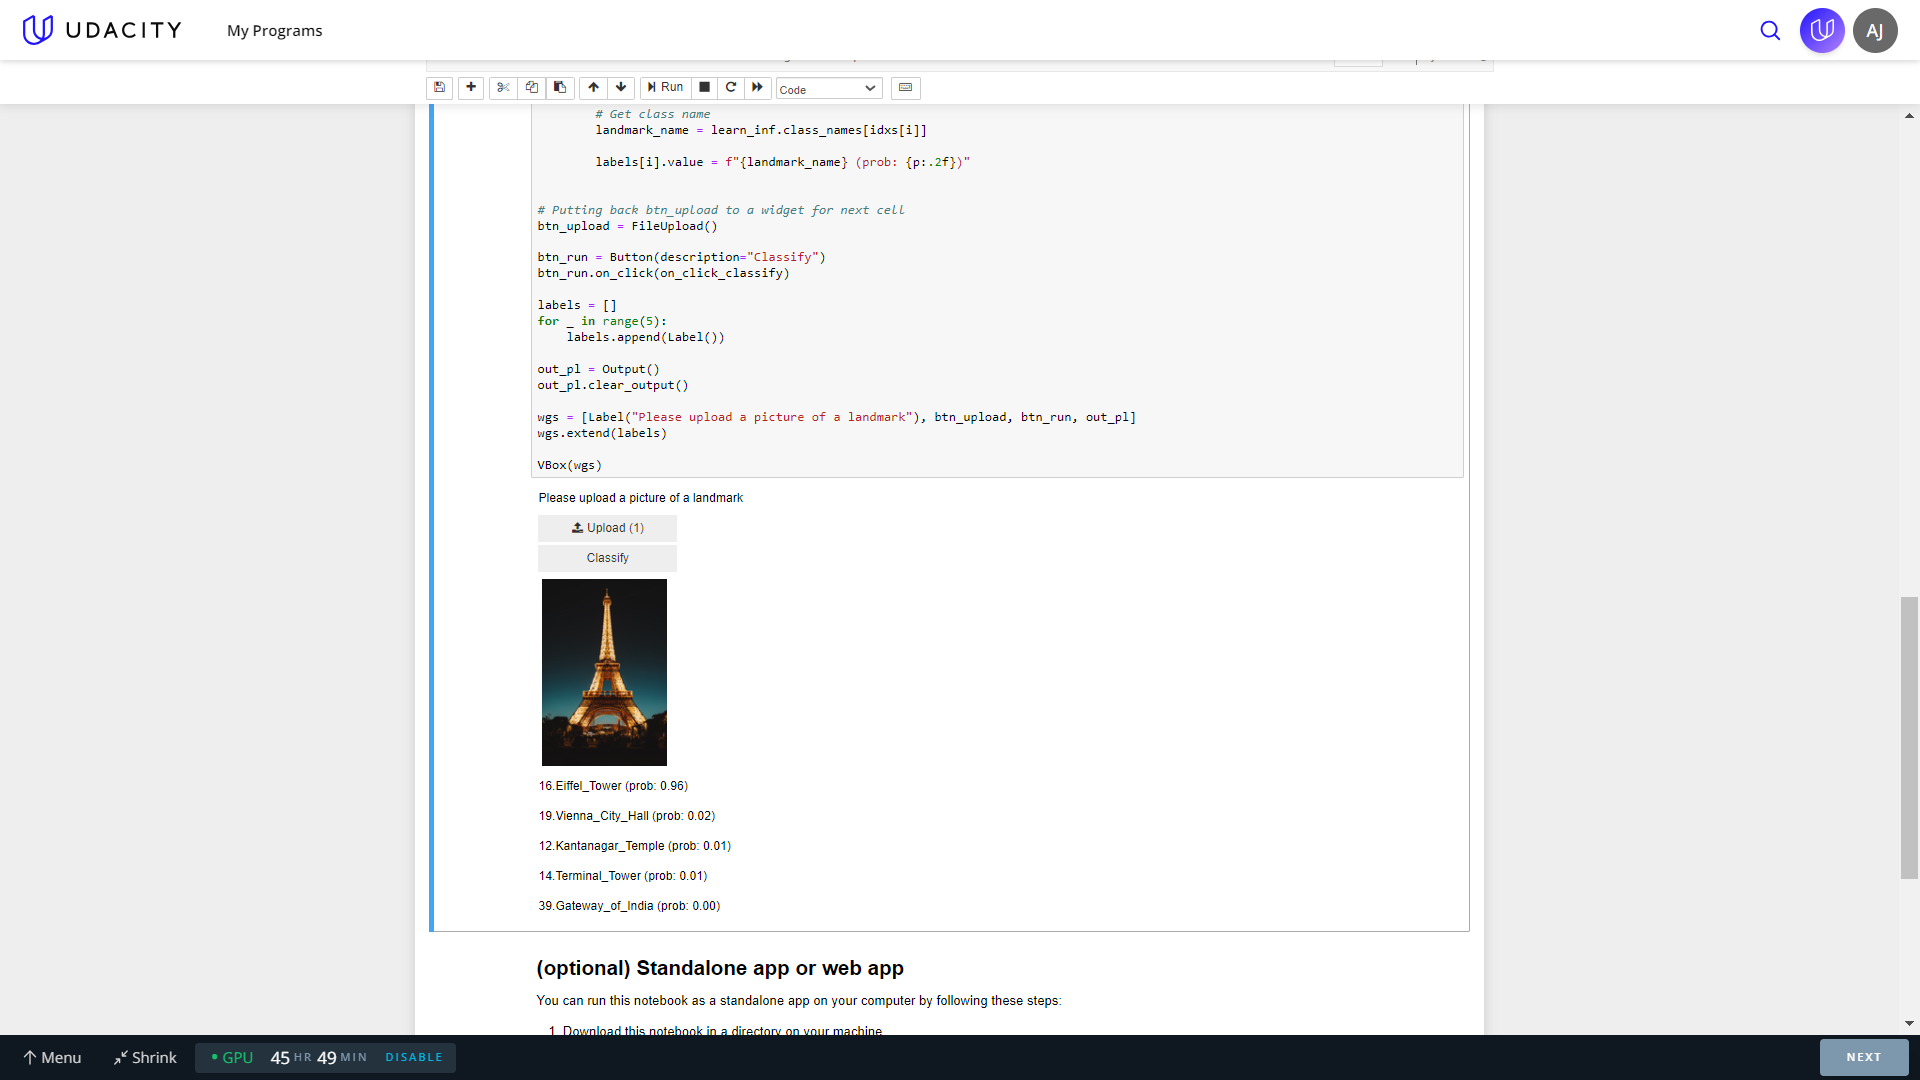 UDACITY My Programs AJ
Run Code
# Get class name
landmark_name = learn_inf.class_names[idxs[i]]
labels[i].value = f"{landmark_name} (prob: {p:.2f})"
# Putting back btn_upload to a widget for next cell
btn_upload = FileUpload()
btn_run = Button(description="Classify")
btn_run.on_click(on_click_classify)
labels = []
for _ in range(5):
labels.append(Label())
out_pl = Output()
out_pl.clear_output()
wgs = [Label("Please upload a picture of a landmark"), btn_upload, btn_run, out_pl]
wgs.extend(labels)
VBox(wgs)
Please upload a picture of a landmark
Upload (1)
Classify
16.Eiffel_Tower (prob: 0.96)
19.Vienna_City_Hall (prob: 0.02)
12.Kantanagar_Temple (prob: 0.01)
14.Terminal_Tower (prob: 0.01)
39.Gateway_of_India (prob: 0.00)
(optional) Standalone app or web app
You can run this notebook as a standalone app on your computer by following these steps:
1. Download this notebook in a directory on your machine
Menu Shrink GPU 45 HR 49 MIN DISABLE NEXT